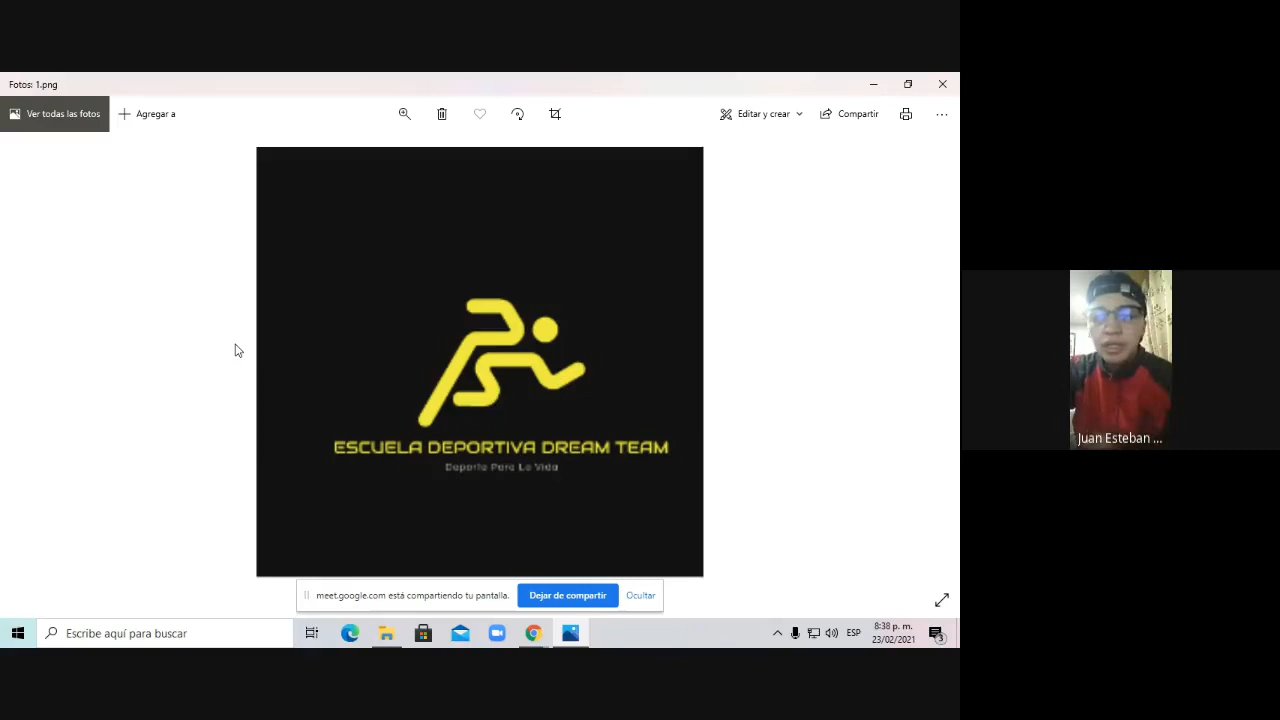 Fotos: 1.png
Ver todas las fotos
Agregar a
Editar y crear
Compartir
ESCUELA DEPORTIVA DREAM TEAM
Deporte Para La Vida
meet.google.com está compartiendo tu pantalla.
Dejar de compartir
Ocultar
Juan Esteban ...
Escribe aquí para buscar
ESP
8:38 p. m.
23/02/2021
3